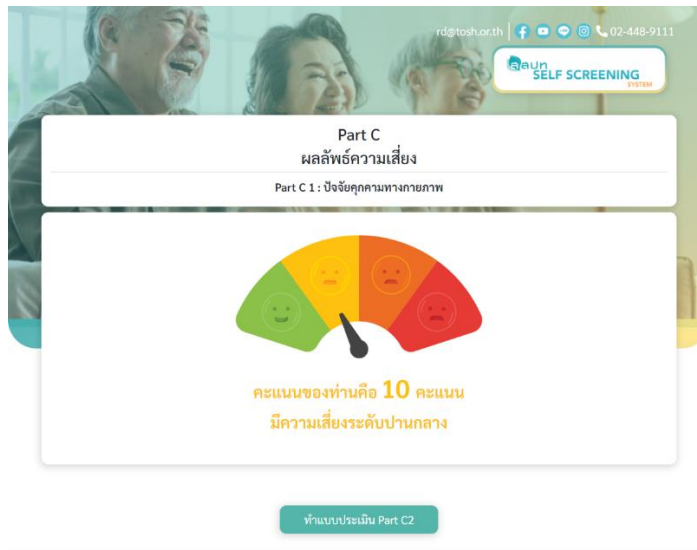 rd@tosh.or.th
02-448-9111
สสปท
SELF SCREENING
SYSTEM
Part C
ผลลัพธ์ความเสี่ยง
Part C 1 : ปัจจัยคุกคามทางกายภาพ
คะแนนของท่านคือ 10 คะแนน
มีความเสี่ยงระดับปานกลาง
ทำแบบประเมิน Part C2